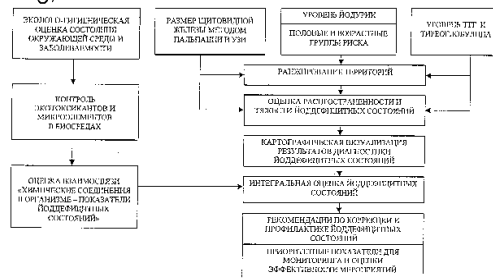 ЭКОЛОГО-ГИГИЕНИЧЕСКАЯ
ОЦЕНКА СОСТОЯНИЯ
ОКРУЖАЮЩЕЙ СРЕДЫ И
ЗАБОЛЕВАЕМОСТИ
РАЗМЕР ЩИТОВИДНОЙ
ЖЕЛЕЗЫ МЕТОДОМ
ПАЛЬПАЦИИ И УЗИ
УРОВЕНЬ ЙОДУРИИ
ПОЛОВЫЕ И ВОЗРАСТНЫЕ
ГРУППЫ РИСКА
УРОВЕНЬ ТТГ И
ТИРЕОГЛОБУЛИНА
РАНЖИРОВАНИЕ ТЕРРИТОРИЙ
КОНТРОЛЬ
ЭКОТОКСИКАНТОВ И
МИКРОЭЛЕМЕНТОВ
В БИОСРЕДАХ
ОЦЕНКА РАСПРОСТРАНЕННОСТИ И
ТЯЖЕСТИ ЙОДДЕФИЦИТНЫХ СОСТОЯНИЙ
КАРТОГРАФИЧЕСКАЯ ВИЗУАЛИЗАЦИЯ
РЕЗУЛЬТАТОВ ДИАГНОСТИКИ
ЙОДДЕФИЦИТНЫХ СОСТОЯНИЙ
ОЦЕНКА ВЗАИМОСВЯЗИ
«ХИМИЧЕСКИЕ СОЕДИНЕНИЯ
В ОРГАНИЗМЕ – ПОКАЗАТЕЛИ
ЙОДДЕФИЦИТНЫХ
СОСТОЯНИЙ»
ИНТЕГРАЛЬНАЯ ОЦЕНКА ЙОДДЕФИЦИТНЫХ
СОСТОЯНИЙ
РЕКОМЕНДАЦИИ ПО КОРРЕКЦИИ И
ПРОФИЛАКТИКЕ ЙОДДЕФИЦИТНЫХ
СОСТОЯНИЙ
ПРИОРИТЕТНЫЕ ПОКАЗАТЕЛИ ДЛЯ
МОНИТОРИНГА И ОЦЕНКИ
ЭФФЕКТИВНОСТИ МЕРОПРИЯТИЙ